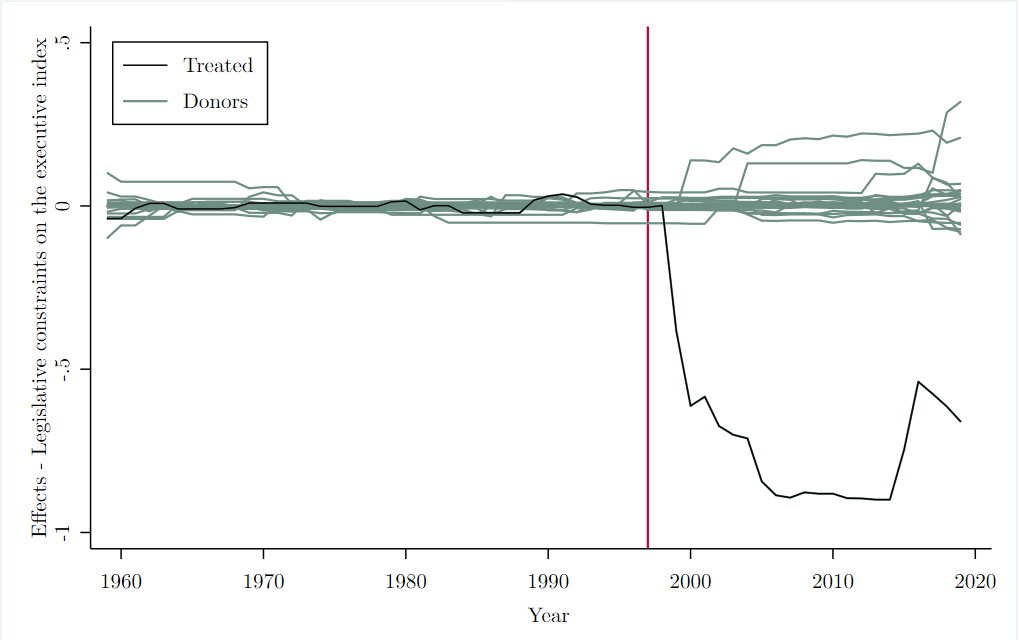 Effects - Legislative constraints on the executive index
.5
0
-.5
-1
Treated
Donors
1960 1970 1980 1990 2000 2010 2020
Year